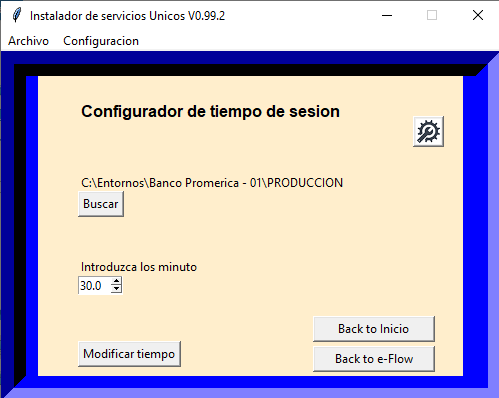 Instalador de servicios Unicos V0.99.2
Archivo Configuracion
Configurador de tiempo de sesion
C:\Entornos\Banco Promerica - 01\PRODUCCION
Buscar
Introduzca los minuto
30.0
Back to Inicio
Modificar tiempo
Back to e-Flow